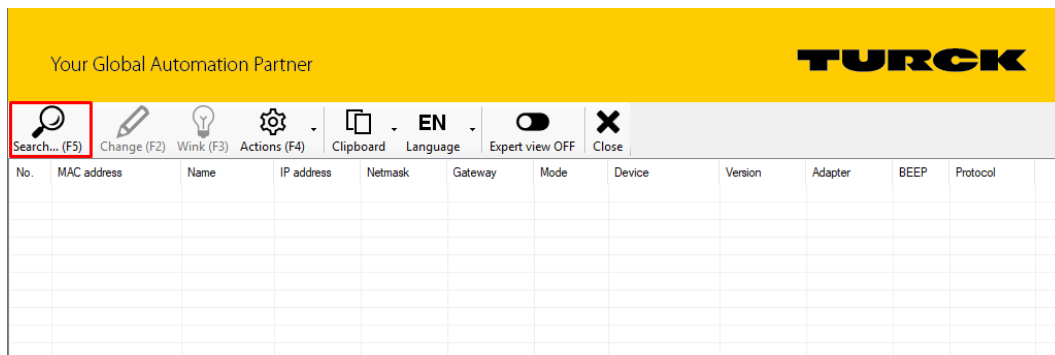 Your Global Automation Partner
TURCK
Search... (F5) Change (F2) Wink (F3) Actions (F4) Clipboard EN Language Expert view OFF Close
No. MAC address Name IP address Netmask Gateway Mode Device Version Adapter BEEP Protocol